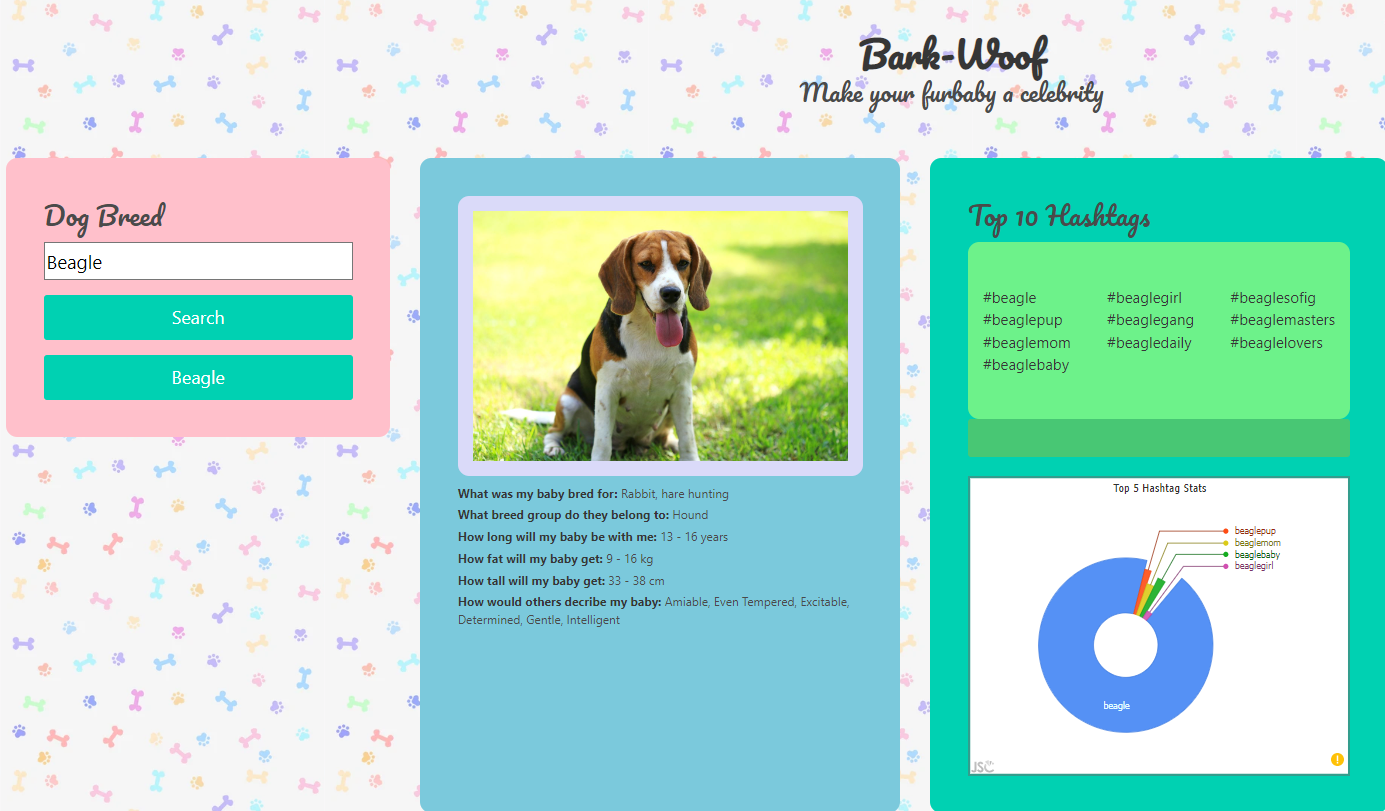 Bark-Woof
Make your furbaby a celebrity
Dog Breed
Beagle
Search
Beagle
What was my baby bred for: Rabbit, hare hunting
What breed group do they belong to: Hound
How long will my baby be with me: 13 - 16 years
How fat will my baby get: 9 - 16 kg
How tall will my baby get: 33 - 38 cm
How would others decribe my baby: Amiable, Even Tempered, Excitable,
Determined, Gentle, Intelligent
Top 10 Hashtags
#beagle #beaglegirl #beaglesofig
#beaglepup #beaglegang #beaglemasters
#beaglemom #beagledaily #beaglelovers
#beaglebaby
Top 5 Hashtag Stats
beaglepup
beaglemom
beaglebaby
beaglegirl
beagle
JSC